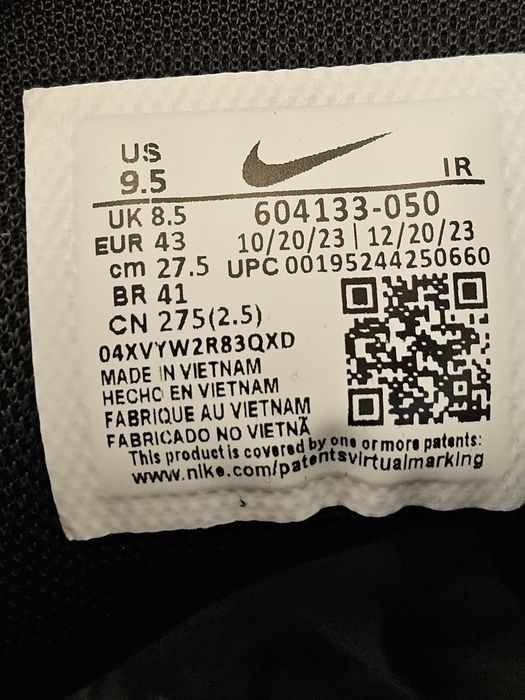 US
9.5
IR
UK 8.5
604133-050
EUR 43
10/20/23 | 12/20/23
cm 27.5
UPC 00195244250660
BR 41
CN 275(2.5)
04XVYW2R83QXD
MADE IN VIETNAM
HECHO EN VIETNAM
FABRIQUE AU VIETNAM
FABRICADO NO VIETNÃ
This product is covered by one or more patents:
www.nike.com/patentsvirtualmarking